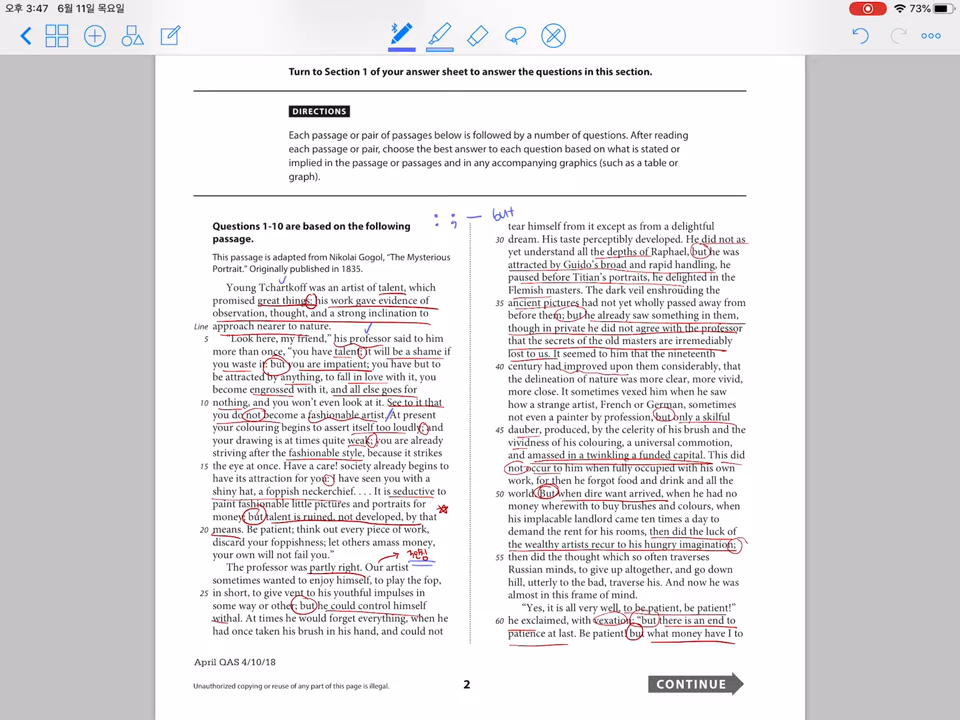 오후 3:47 6월 11일 목요일
73%
Turn to Section 1 of your answer sheet to answer the questions in this section.
DIRECTIONS
Each passage or pair of passages below is followed by a number of questions. After reading
each passage or pair, choose the best answer to each question based on what is stated or
implied in the passage or passages and in any accompanying graphics (such as a table or
graph).
: ; — but
Questions 1-10 are based on the following
passage.
This passage is adapted from Nikolai Gogol, “The Mysterious
Portrait.” Originally published in 1835.
Young Tchartkoff was an artist of talent, which
promised great things: his work gave evidence of
observation, thought, and a strong inclination to
Line approach nearer to nature.
5 “Look here, my friend,” his professor said to him
more than once, “you have talent; it will be a shame if
you waste it: but you are impatient; you have but to
be attracted by anything, to fall in love with it, you
become engrossed with it, and all else goes for
10 nothing, and you won’t even look at it. See to it that
you do not become a fashionable artist. At present
your colouring begins to assert itself too loudly; and
your drawing is at times quite weak; you are already
striving after the fashionable style, because it strikes
15 the eye at once. Have a care! society already begins to
have its attraction for you: I have seen you with a
shiny hat, a foppish neckerchief. . . . It is seductive to
paint fashionable little pictures and portraits for
money; but talent is ruined, not developed, by that
20 means. Be patient; think out every piece of work,
discard your foppishness; let others amass money,
your own will not fail you.”
The professor was partly right. Our artist
sometimes wanted to enjoy himself, to play the fop,
25 in short, to give vent to his youthful impulses in
some way or other; but he could control himself
withal. At times he would forget everything, when he
had once taken his brush in his hand, and could not
tear himself from it except as from a delightful
30 dream. His taste perceptibly developed. He did not as
yet understand all the depths of Raphael, but he was
attracted by Guido’s broad and rapid handling, he
paused before Titian’s portraits, he delighted in the
Flemish masters. The dark veil enshrouding the
35 ancient pictures had not yet wholly passed away from
before them; but he already saw something in them,
though in private he did not agree with the professor
that the secrets of the old masters are irremediably
lost to us. It seemed to him that the nineteenth
40 century had improved upon them considerably, that
the delineation of nature was more clear, more vivid,
more close. It sometimes vexed him when he saw
how a strange artist, French or German, sometimes
not even a painter by profession, but only a skilful
45 dauber, produced, by the celerity of his brush and the
vividness of his colouring, a universal commotion,
and amassed in a twinkling a funded capital. This did
not occur to him when fully occupied with his own
work, for then he forgot food and drink and all the
50 world. But when dire want arrived, when he had no
money wherewith to buy brushes and colours, when
his implacable landlord came ten times a day to
demand the rent for his rooms, then did the luck of
the wealthy artists recur to his hungry imagination;
55 then did the thought which so often traverses
Russian minds, to give up altogether, and go down
hill, utterly to the bad, traverse his. And now he was
almost in this frame of mind.
“Yes, it is all very well, to be patient, be patient!”
60 he exclaimed, with vexation; “but there is an end to
patience at last. Be patient! but what money have I to
April QAS 4/10/18
Unauthorized copying or reuse of any part of this page is illegal.
2
CONTINUE